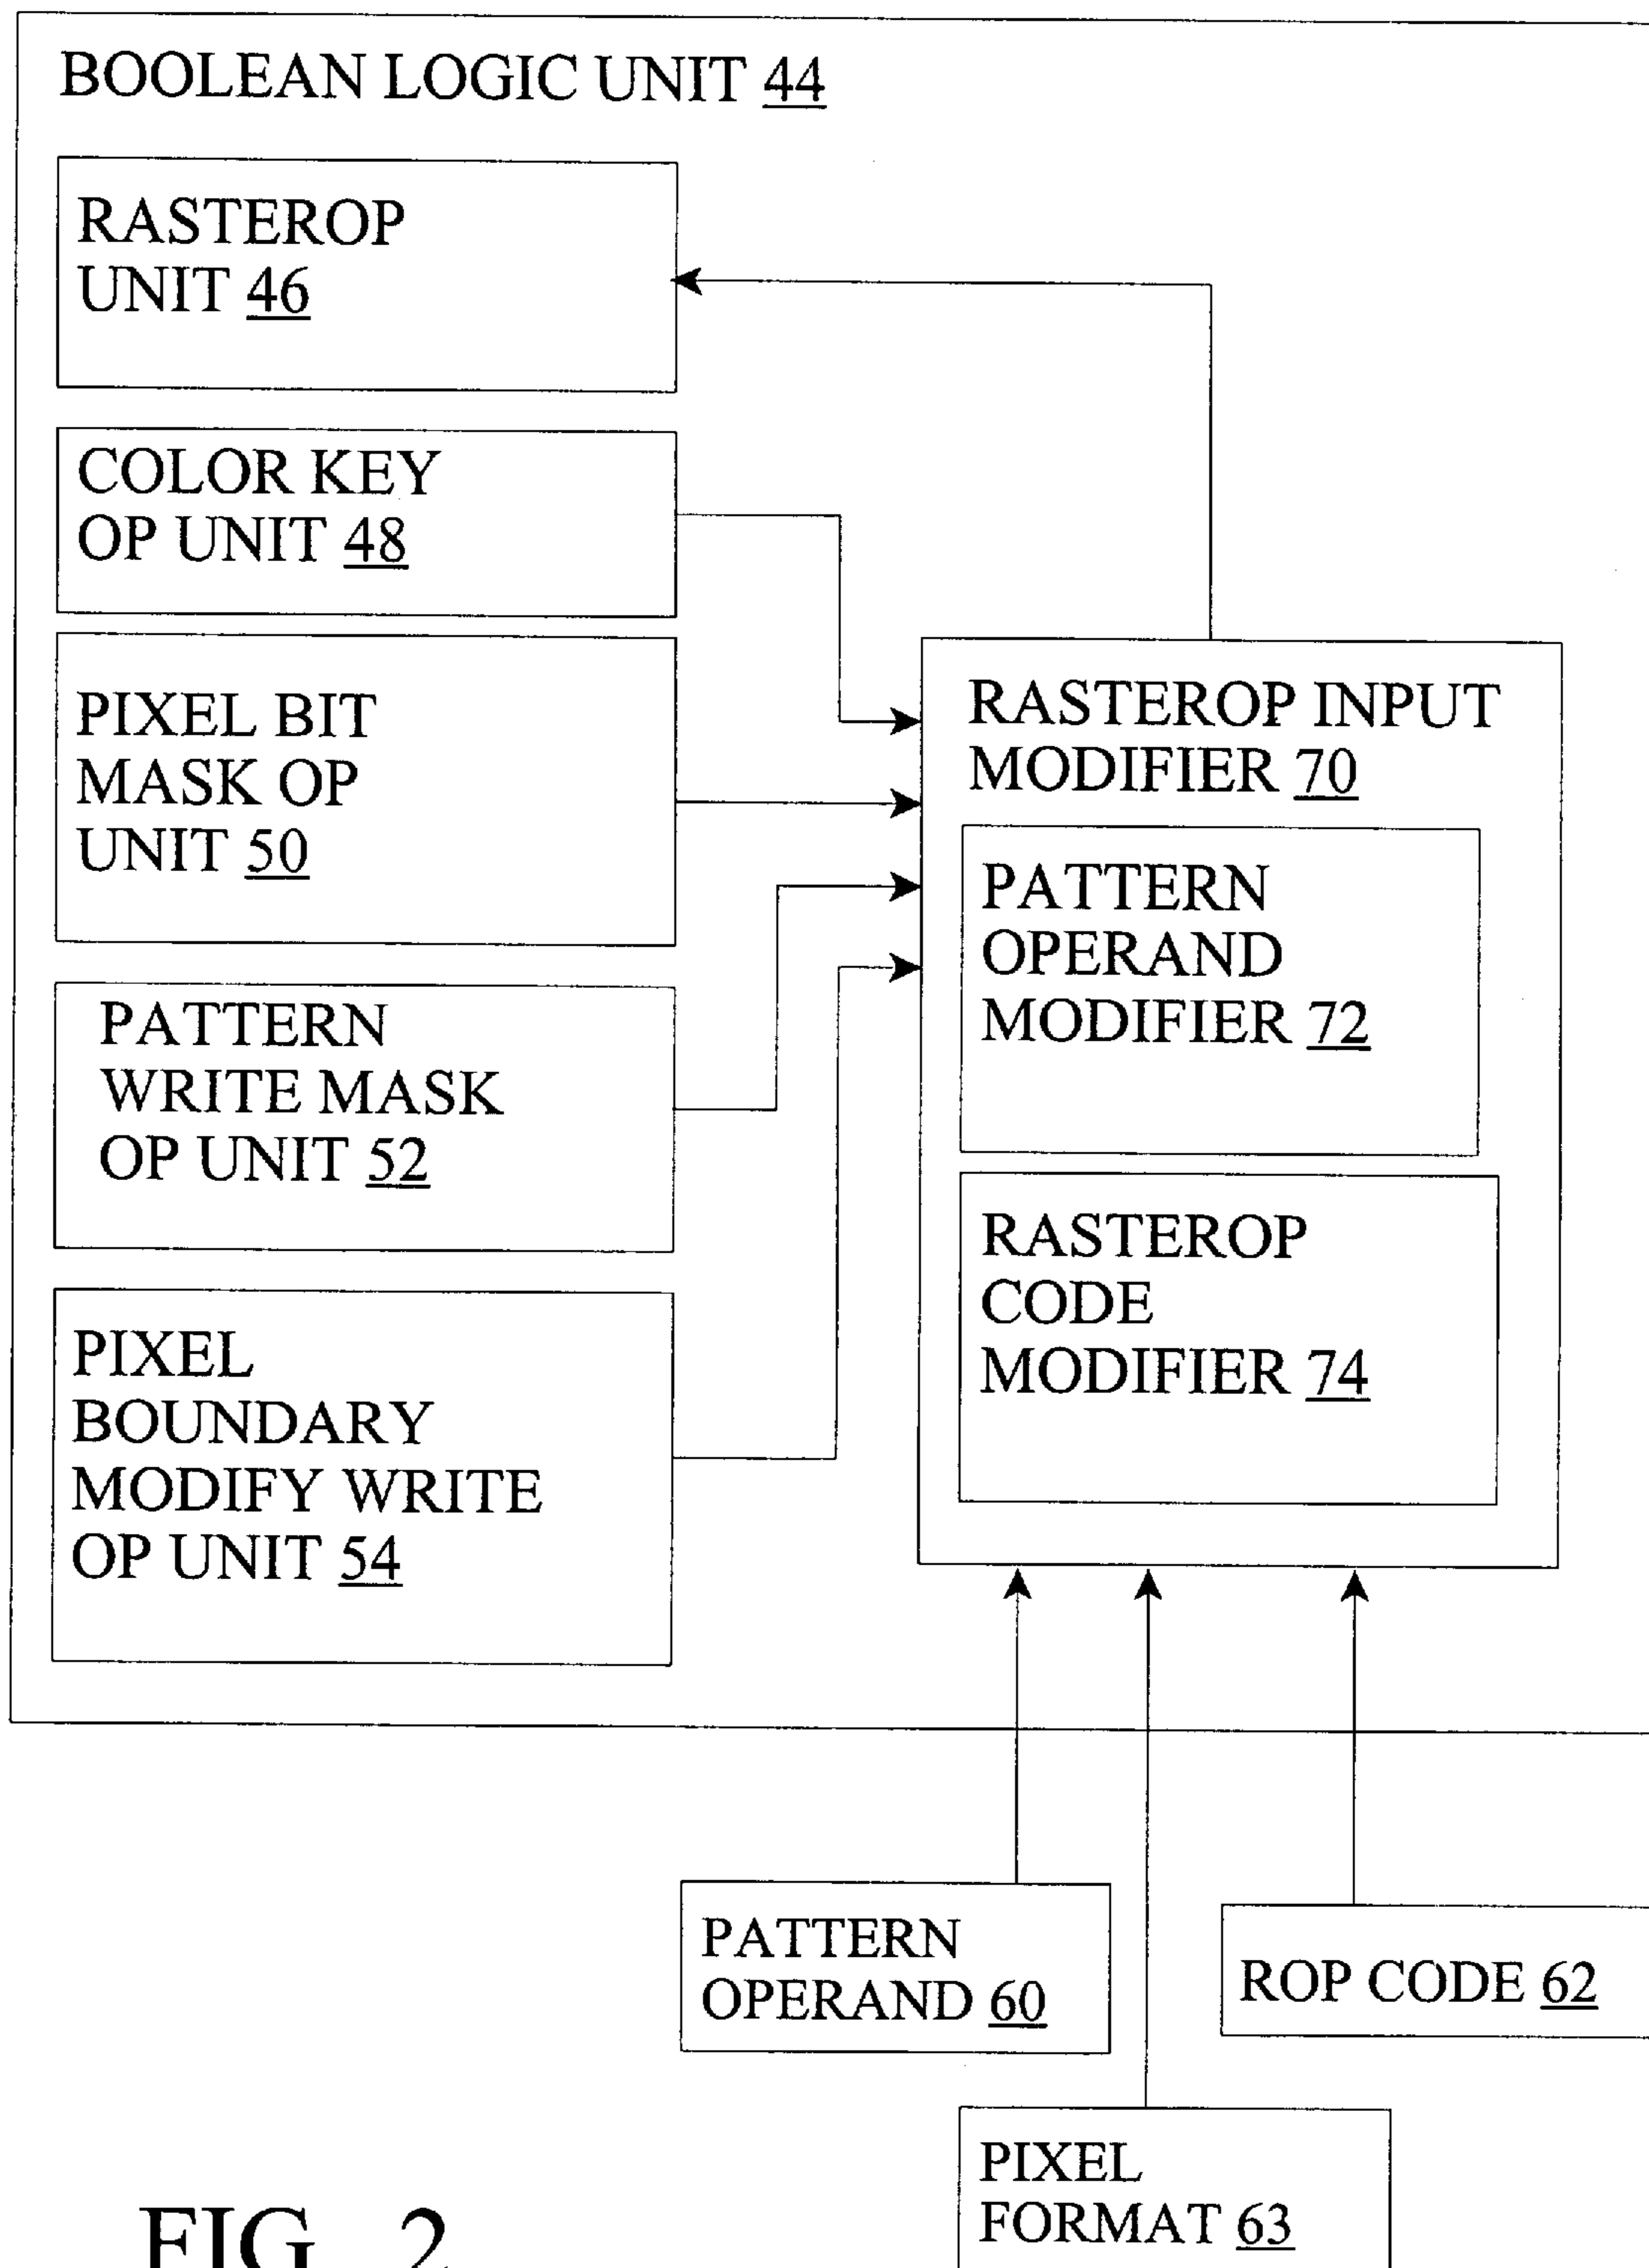 BOOLEAN LOGIC UNIT 44
RASTEROP
UNIT 46
COLOR KEY
OP UNIT 48
PIXEL BIT
MASK OP
UNIT 50
PATTERN
WRITE MASK
OP UNIT 52
PIXEL
BOUNDARY
MODIFY WRITE
OP UNIT 54
RASTEROP INPUT
MODIFIER 70
PATTERN
OPERAND
MODIFIER 72
RASTEROP
CODE
MODIFIER 74
PATTERN
OPERAND 60
ROP CODE 62
PIXEL
FORMAT 63
FIG. 2